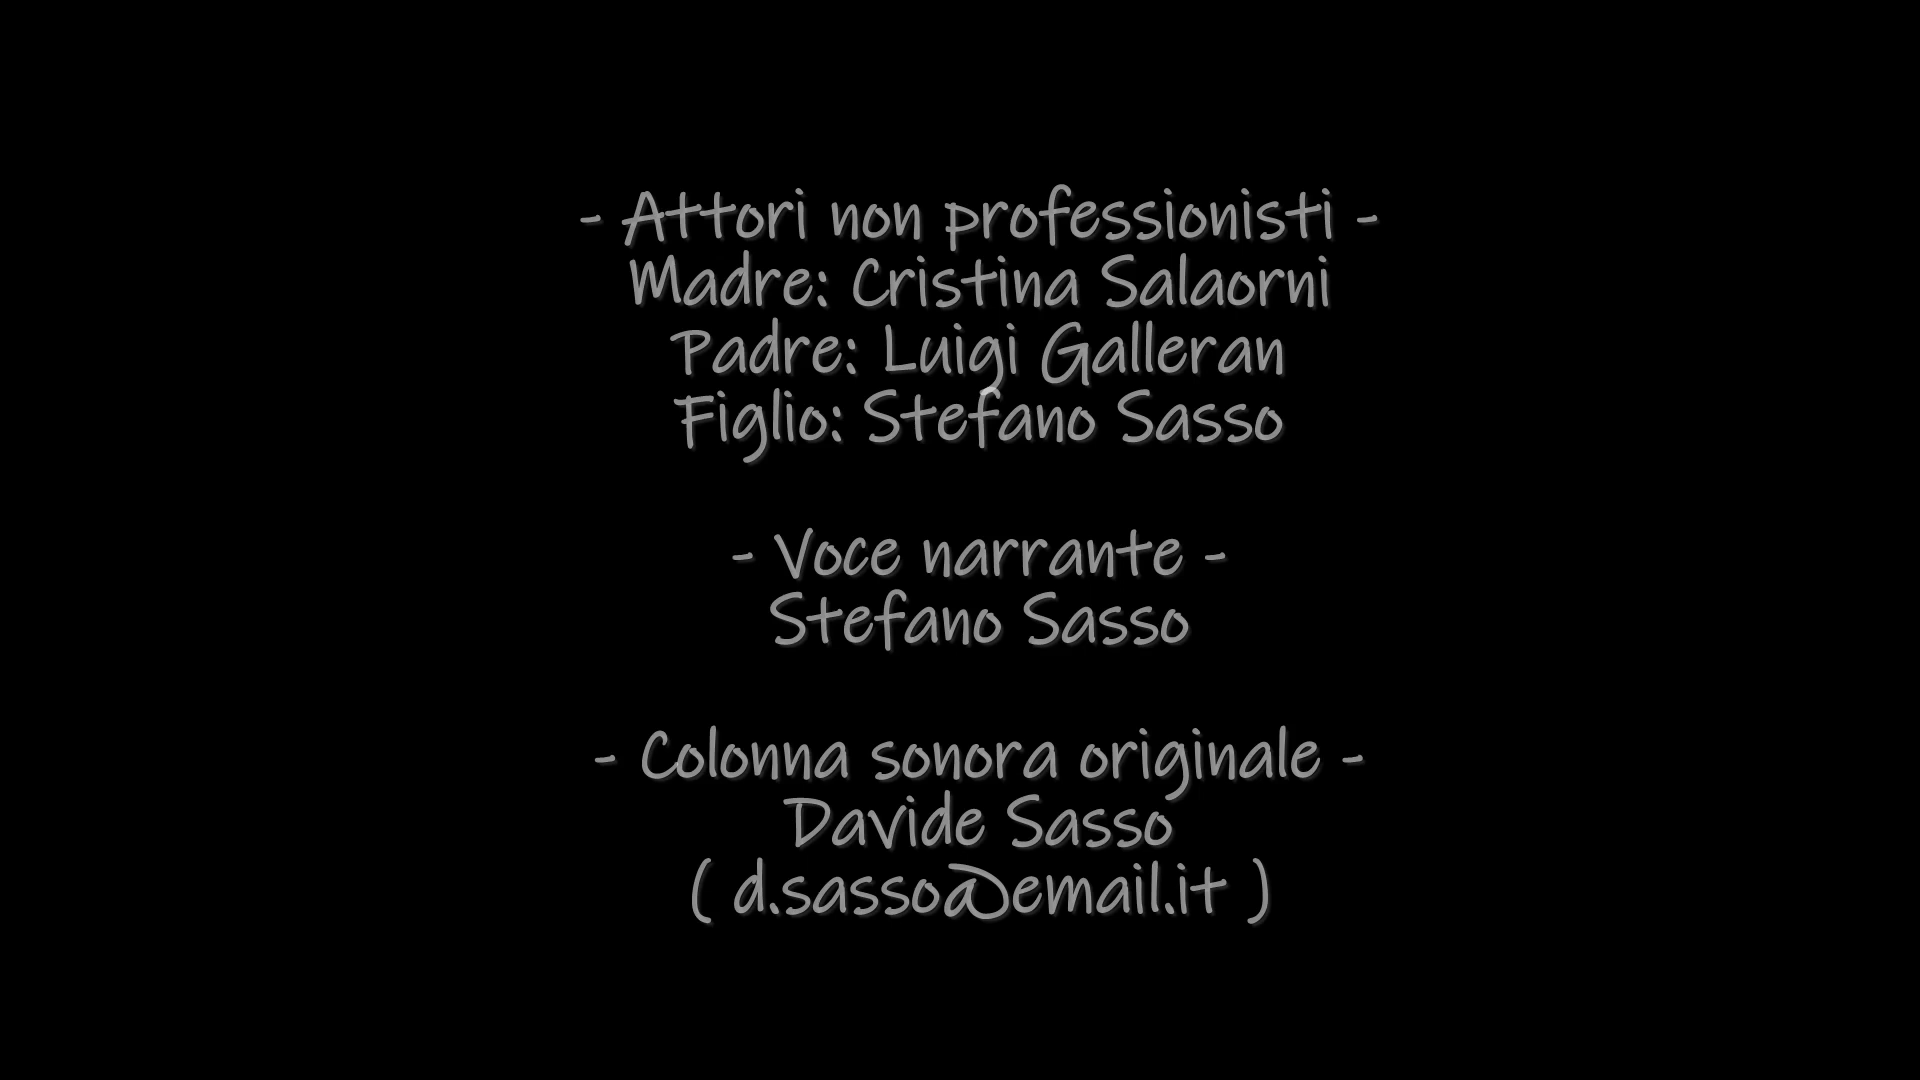 - Attori non professionisti -
Madre: Cristina Salaorni
Padre: Luigi Galleran
Figlio: Stefano Sasso
- Voce narrante -
Stefano Sasso
- Colonna sonora originale -
Davide Sasso
( d.sasso@email.it )